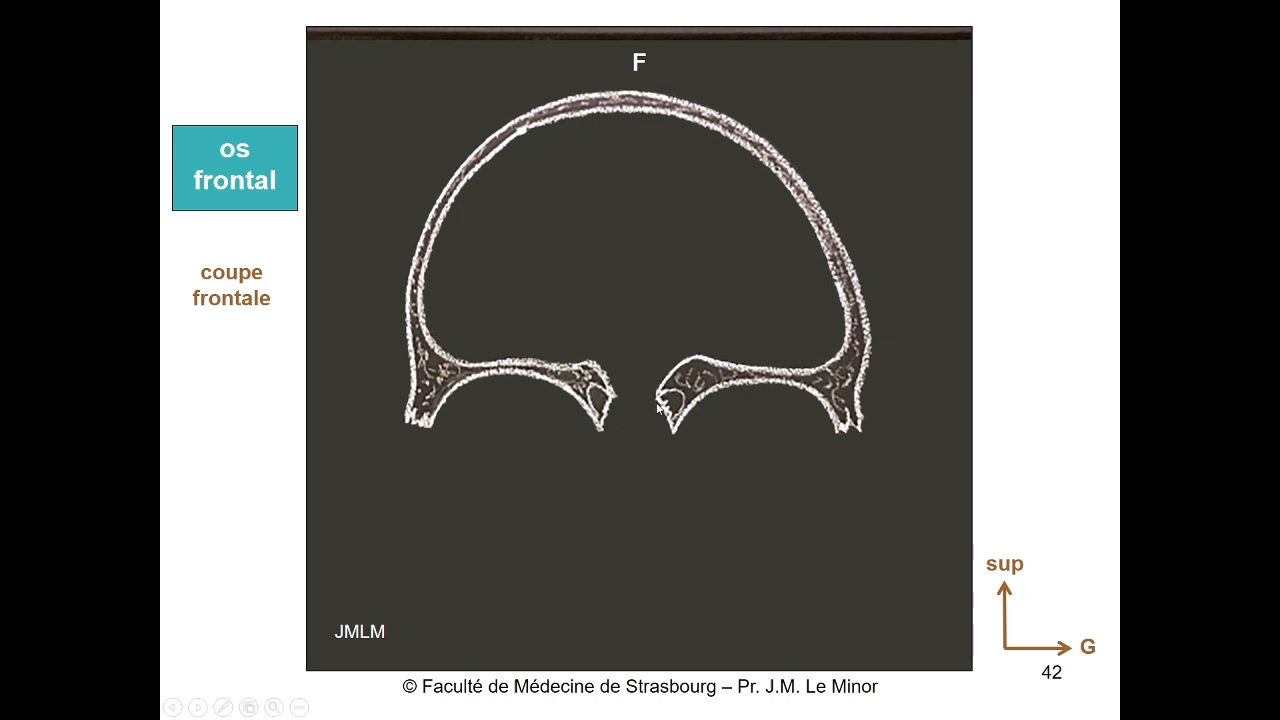 F
os
frontal
coupe
frontale
sup
G
JMLM
42
© Faculté de Médecine de Strasbourg – Pr. J.M. Le Minor